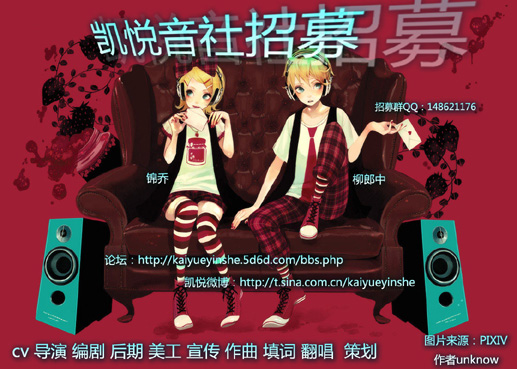 凯悦音社招募
招募群QQ：148621176
锦乔
柳郎中
论坛：http://kaiyueyinshe.5d6d.com/bbs.php
凯悦微博：http://t.sina.com.cn/kaiyueyinshe
图片来源：PIXIV
cv 导演 编剧 后期 美工 宣传 作曲 填词 翻唱 策划
作者unknow